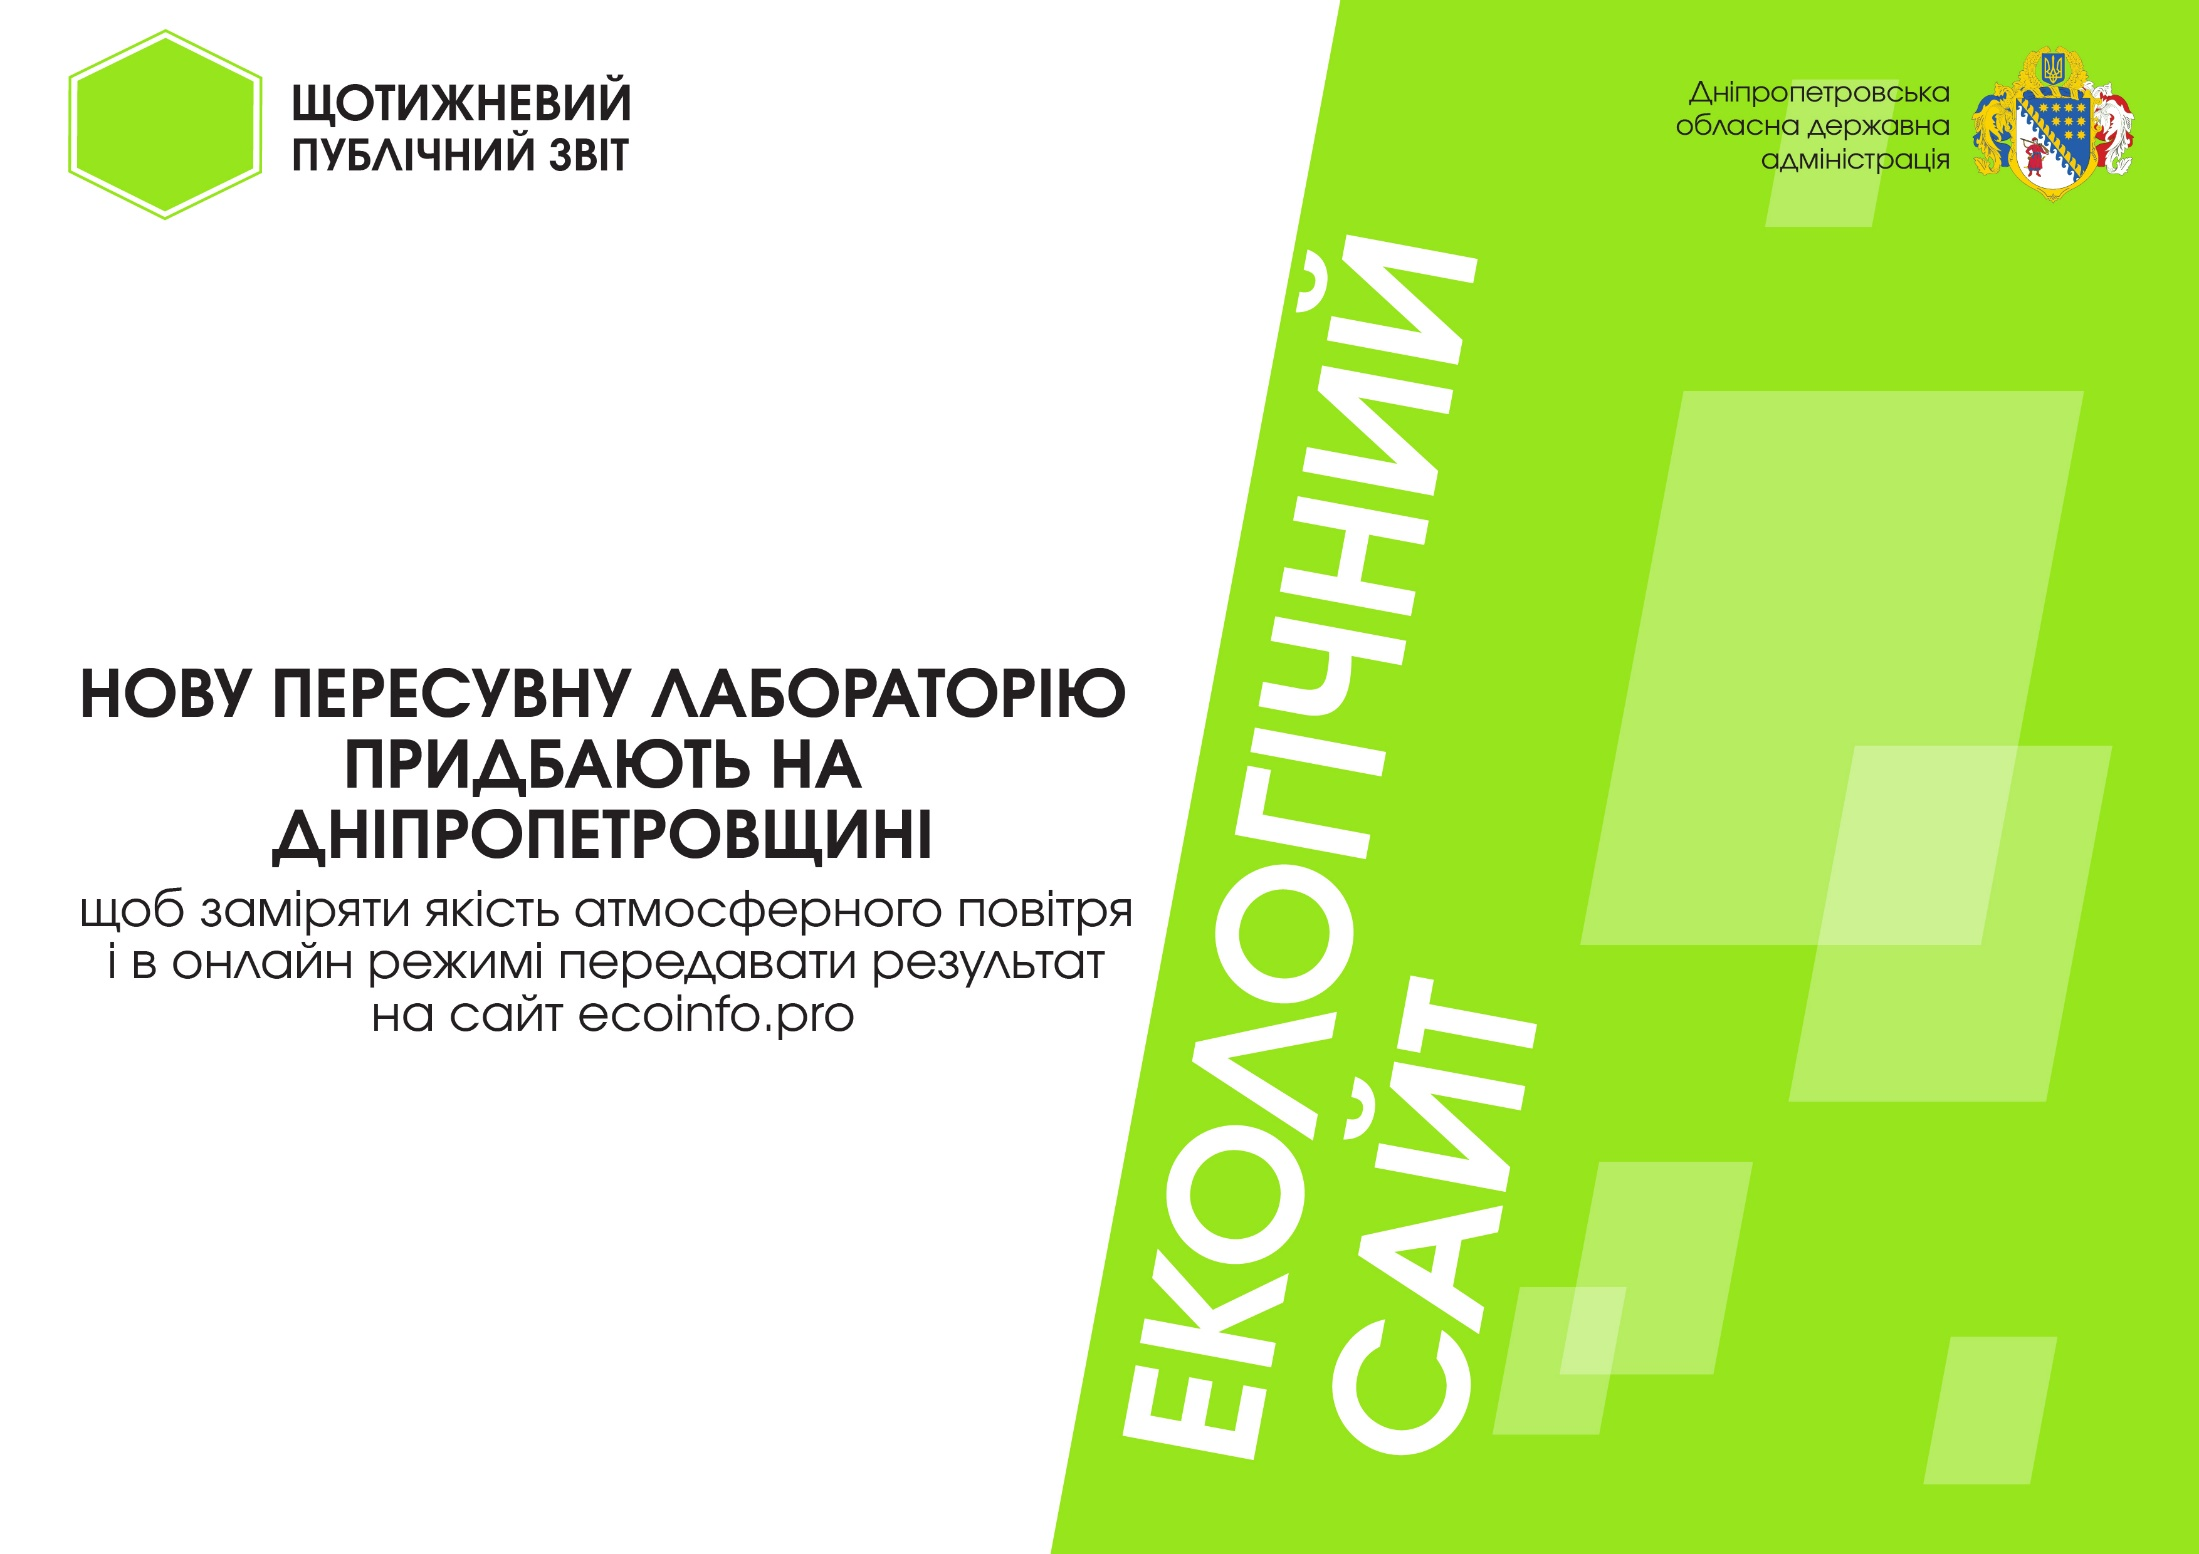 ЩОТИЖНЕВИЙ
ПУБЛІЧНИЙ ЗВІТ
Дніпропетровська
обласна державна
адміністрація
НОВУ ПЕРЕСУВНУ ЛАБОРАТОРІЮ
ПРИДБАЮТЬ НА
ДНІПРОПЕТРОВЩИНІ
щоб заміряти якість атмосферного повітря
і в онлайн режимі передавати результат
на сайт ecoinfo.pro
ЕКОЛОГІЧНИЙ
САЙТ